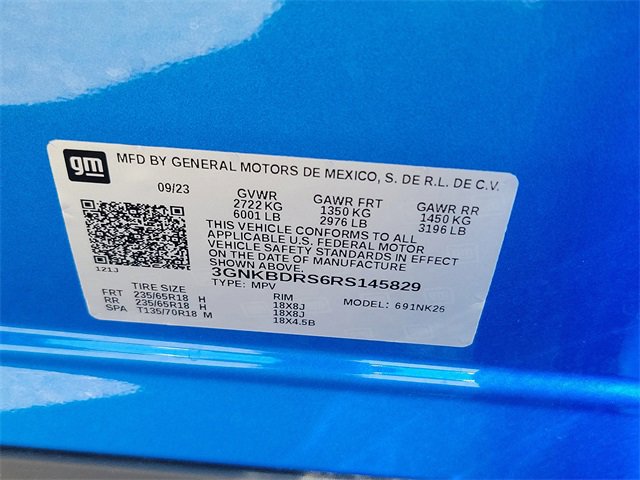 gm MFD BY GENERAL MOTORS DE MEXICO, S. DE R.L. DE C.V.
09/23 GVWR GAWR FRT GAWR RR
2722 KG 1350 KG 1450 KG
6001 LB 2976 LB 3196 LB
THIS VEHICLE CONFORMS TO ALL
APPLICABLE U.S. FEDERAL MOTOR
VEHICLE SAFETY STANDARDS IN EFFECT
ON THE DATE OF MANUFACTURE
SHOWN ABOVE.
121J
3GNKBDRS6RS145829
TYPE: MPV
TIRE SIZE RIM MODEL: 691NK26
FRT 235/65R18 H 18X8J
RR 235/65R18 H 18X8J
SPA T135/70R18 M 18X4.5B